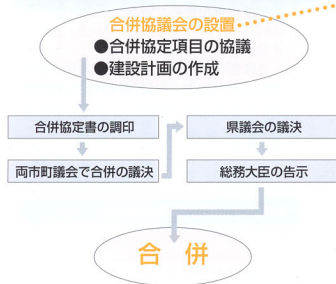 合併協議会の設置
●合併協定項目の協議
●建設計画の作成
合併協定書の調印
両市町議会で合併の議決
県議会の議決
総務大臣の告示
合併